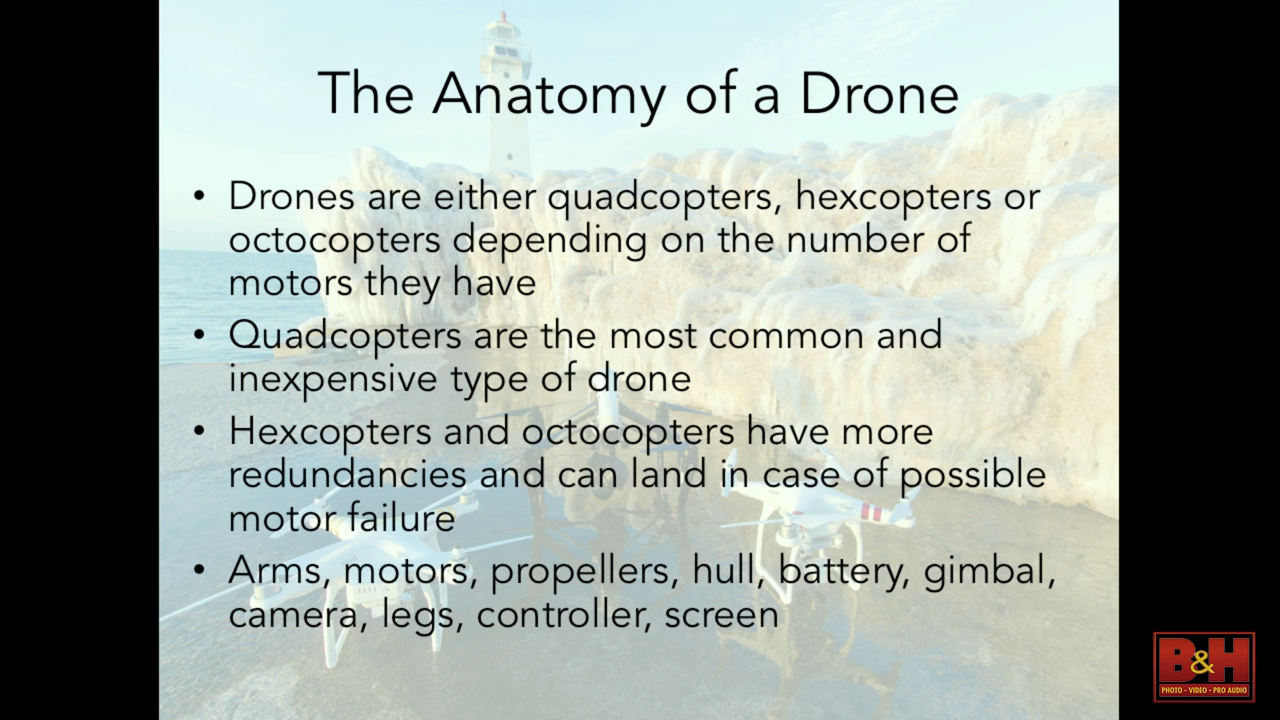 The Anatomy of a Drone
• Drones are either quadcopters, hexcopters or
octocopters depending on the number of
motors they have
• Quadcopters are the most common and
inexpensive type of drone
• Hexcopters and octocopters have more
redundancies and can land in case of possible
motor failure
• Arms, motors, propellers, hull, battery, gimbal,
camera, legs, controller, screen
B&H
PHOTO - VIDEO - PRO AUDIO